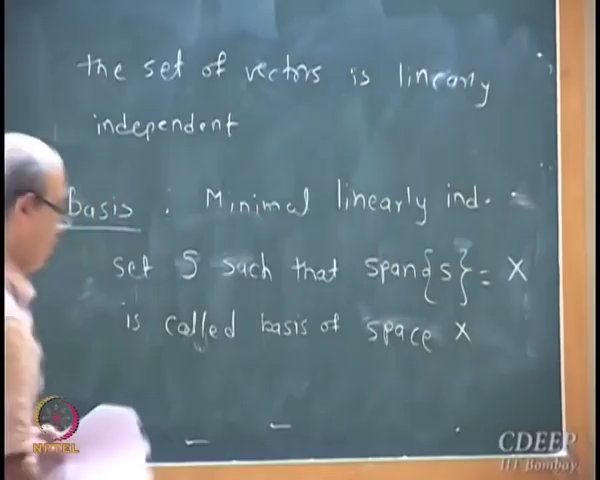 the set of vectors is linearly
independent
basis . Minimal linearly ind.
set S such that span{s} = X
is called basis of space X
NPTEL
CDEEP
IIT Bombay